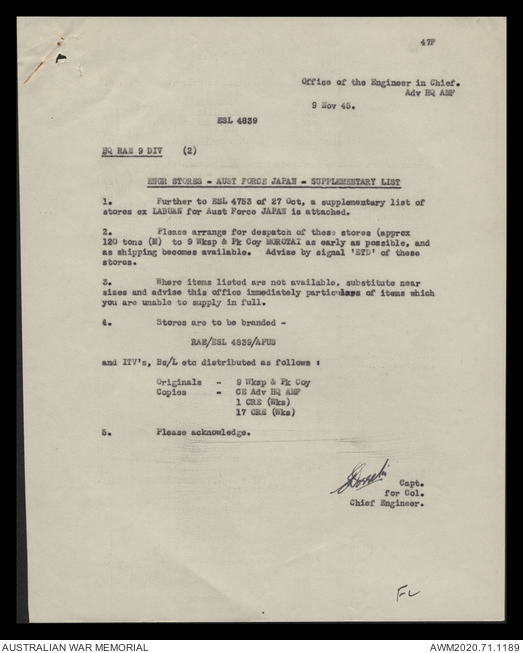 47F
Office of the Engineer in Chief.
Adv HQ AMF
9 Nov 45.
ESL 4839
HQ RAE 9 DIV (2)
ENGR STORES - AUST FORCE JAPAN - SUPPLEMENTARY LIST
1. Further to ESL 4753 of 27 Oct, a supplementary list of
stores ex LABUAN for Aust Force JAPAN is attached.
2. Please arrange for despatch of these stores (approx
120 tons (M) to 9 Wksp & Pk Coy MOROTAI as early as possible, and
as shipping becomes available. Advise by signal 'ETD' of these
stores.
3. Where items listed are not available, substitute near
sizes and advise this office immediately particulars of items which
you are unable to supply in full.
4. Stores are to be branded -
RAE/ESL 4839/AFUS
and ITV's, Bs/L etc distributed as follows :
Originals - 9 Wksp & Pk Coy
Copies - CE Adv HQ AMF
1 CRE (Wks)
17 CRE (Wks)
5. Please acknowledge.
Capt.
for Col.
Chief Engineer.
FL
AUSTRALIAN WAR MEMORIAL
AWM2020.71.1189